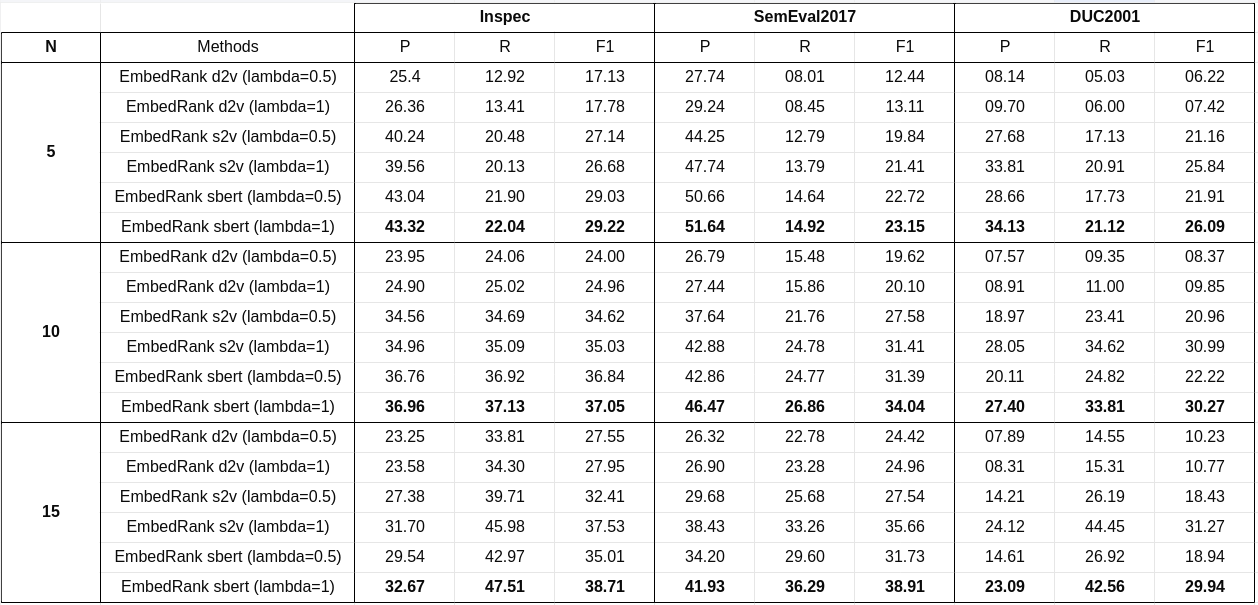 Inspec SemEval2017 DUC2001
N Methods P R F1 P R F1 P R F1
5
EmbedRank d2v (lambda=0.5) 25.4 12.92 17.13 27.74 08.01 12.44 08.14 05.03 06.22
EmbedRank d2v (lambda=1) 26.36 13.41 17.78 29.24 08.45 13.11 09.70 06.00 07.42
EmbedRank s2v (lambda=0.5) 40.24 20.48 27.14 44.25 12.79 19.84 27.68 17.13 21.16
EmbedRank s2v (lambda=1) 39.56 20.13 26.68 47.74 13.79 21.41 33.81 20.91 25.84
EmbedRank sbert (lambda=0.5) 43.04 21.90 29.03 50.66 14.64 22.72 28.66 17.73 21.91
EmbedRank sbert (lambda=1) 43.32 22.04 29.22 51.64 14.92 23.15 34.13 21.12 26.09
10
EmbedRank d2v (lambda=0.5) 23.95 24.06 24.00 26.79 15.48 19.62 07.57 09.35 08.37
EmbedRank d2v (lambda=1) 24.90 25.02 24.96 27.44 15.86 20.10 08.91 11.00 09.85
EmbedRank s2v (lambda=0.5) 34.56 34.69 34.62 37.64 21.76 27.58 18.97 23.41 20.96
EmbedRank s2v (lambda=1) 34.96 35.09 35.03 42.88 24.78 31.41 28.05 34.62 30.99
EmbedRank sbert (lambda=0.5) 36.76 36.92 36.84 42.86 24.77 31.39 20.11 24.82 22.22
EmbedRank sbert (lambda=1) 36.96 37.13 37.05 46.47 26.86 34.04 27.40 33.81 30.27
15
EmbedRank d2v (lambda=0.5) 23.25 33.81 27.55 26.32 22.78 24.42 07.89 14.55 10.23
EmbedRank d2v (lambda=1) 23.58 34.30 27.95 26.90 23.28 24.96 08.31 15.31 10.77
EmbedRank s2v (lambda=0.5) 27.38 39.71 32.41 29.68 25.68 27.54 14.21 26.19 18.43
EmbedRank s2v (lambda=1) 31.70 45.98 37.53 38.43 33.26 35.66 24.12 44.45 31.27
EmbedRank sbert (lambda=0.5) 29.54 42.97 35.01 34.20 29.60 31.73 14.61 26.92 18.94
EmbedRank sbert (lambda=1) 32.67 47.51 38.71 41.93 36.29 38.91 23.09 42.56 29.94